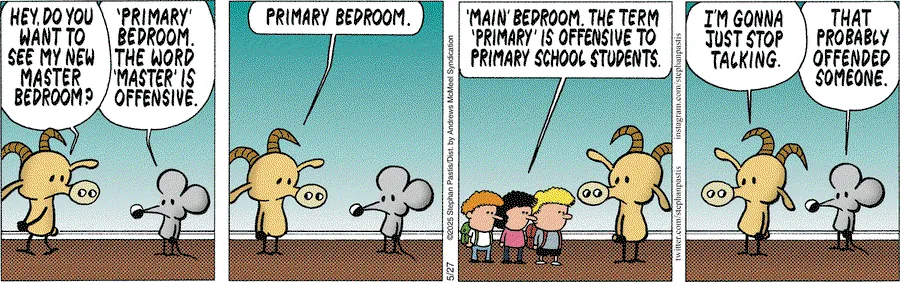 HEY, DO YOU
WANT TO
SEE MY NEW
MASTER
BEDROOM?
'PRIMARY'
BEDROOM.
THE WORD
'MASTER' IS
OFFENSIVE.
PRIMARY BEDROOM.
©2025 Stephan Pastis/Dist. by Andrews McMeel Syndication
5/27
'MAIN' BEDROOM. THE TERM
'PRIMARY' IS OFFENSIVE TO
PRIMARY SCHOOL STUDENTS.
twitter.com/stephanpastis
instagram.com/stephanpastis
I'M GONNA
JUST STOP
TALKING.
THAT
PROBABLY
OFFENDED
SOMEONE.